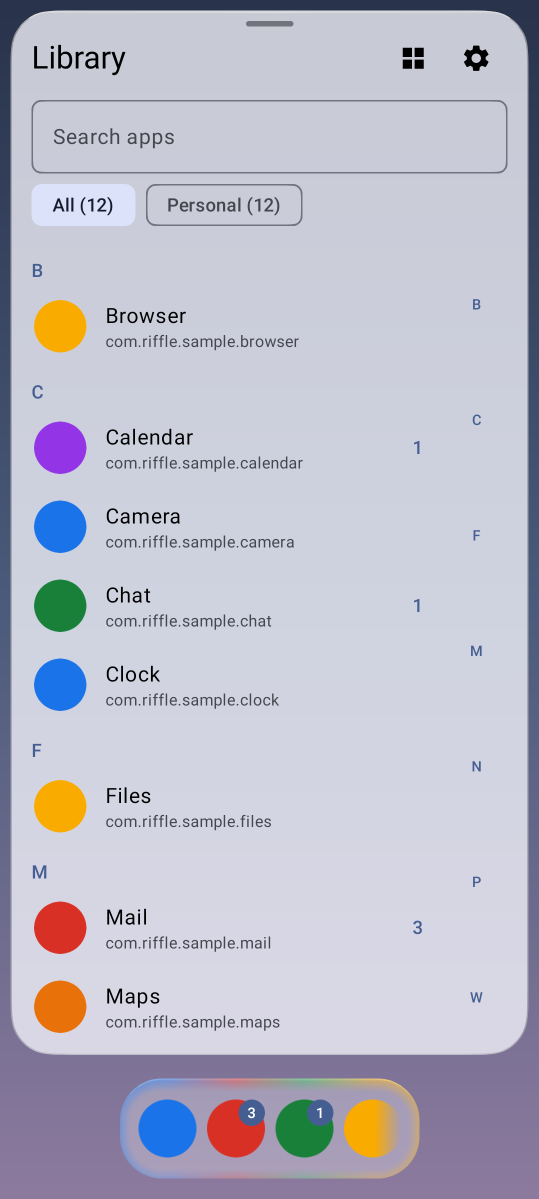 Library
Search apps
All (12)
Personal (12)
B
Browser
com.riffle.sample.browser
B
C
Calendar
com.riffle.sample.calendar
1
C
Camera
com.riffle.sample.camera
F
Chat
com.riffle.sample.chat
1
M
Clock
com.riffle.sample.clock
F
N
Files
com.riffle.sample.files
M
P
Mail
com.riffle.sample.mail
3
Maps
com.riffle.sample.maps
W
3
1